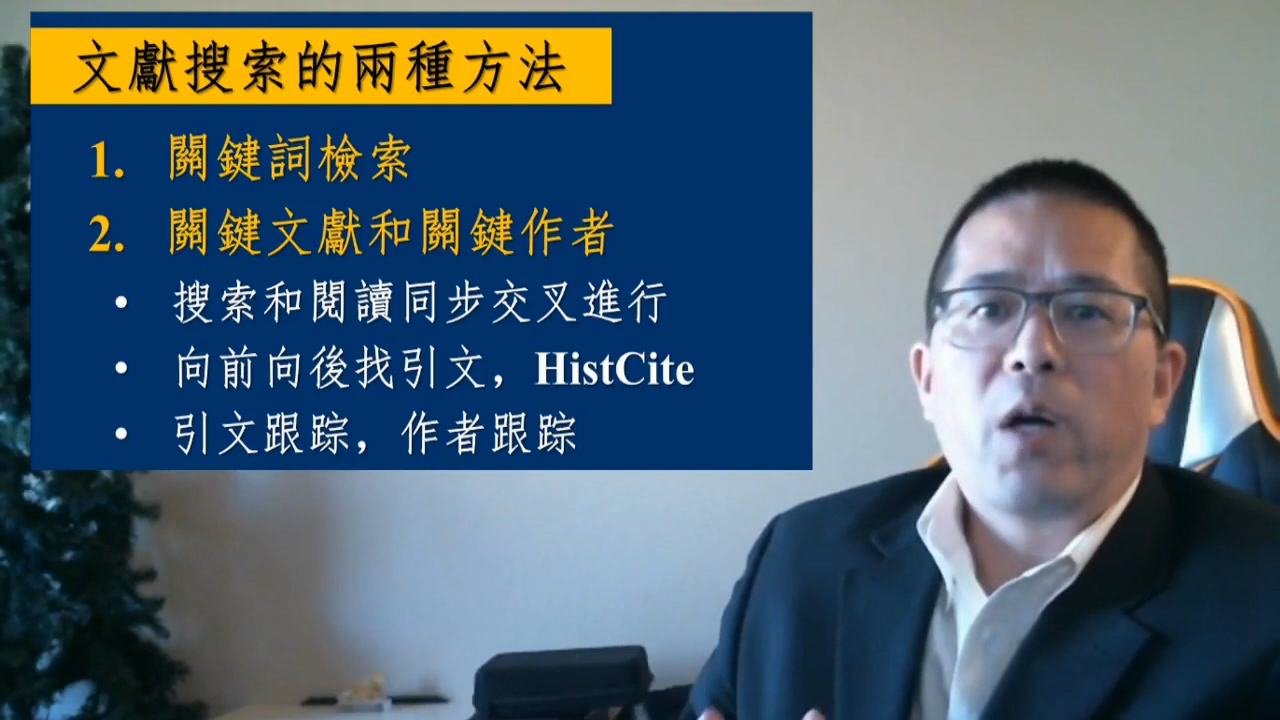 文獻搜索的兩種方法
1. 關鍵詞檢索
2. 關鍵文獻和關鍵作者
• 搜索和閱讀同步交叉進行
• 向前向後找引文，HistCite
• 引文跟踪，作者跟踪